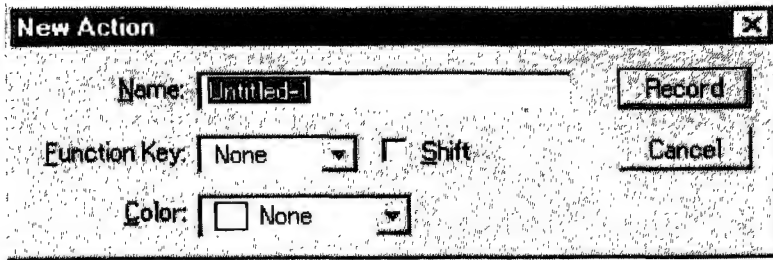 New Action
Name: Untitled-1 Record
Function Key: None Shift Cancel
Color: None